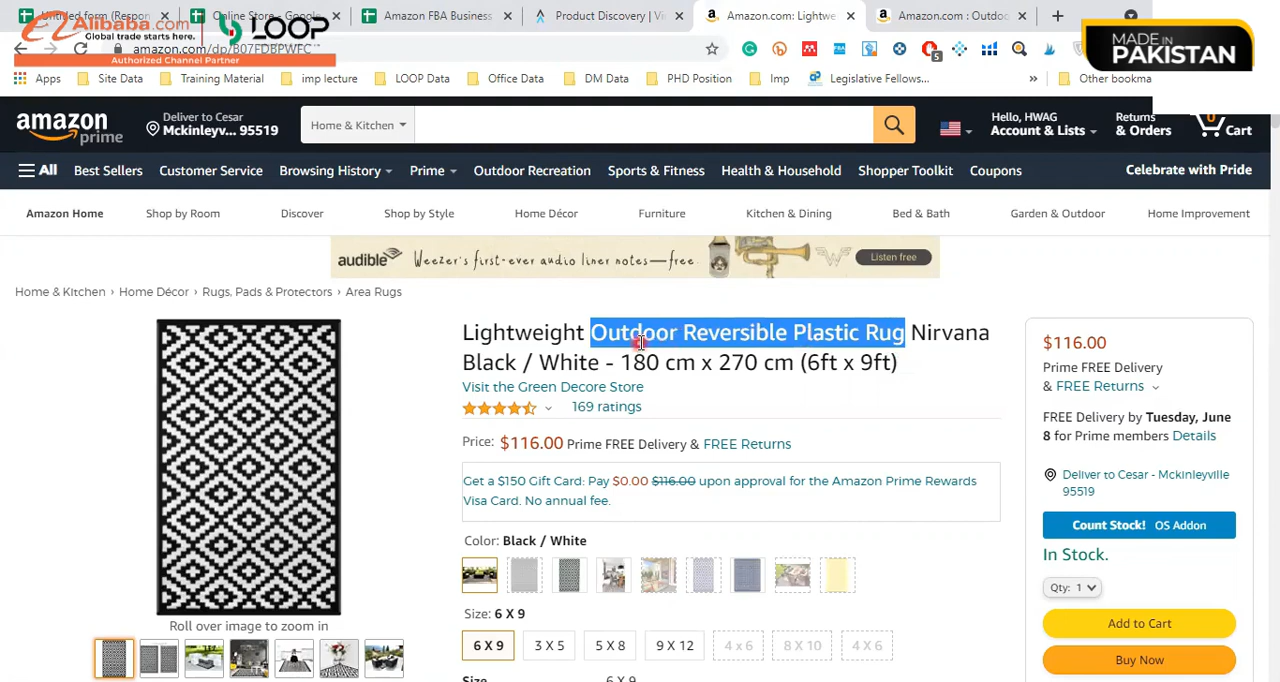 Untitled form (Respon
Online Store - Google
Amazon FBA Business
Product Discovery | Vi
Amazon.com: Lightwe
Amazon.com : Outdo
Alibaba.com
Global trade starts here.
Authorized Channel Partner
LOOP
amazon.com/dp/B07FDBPWFC
MADE IN
PAKISTAN
Apps
Site Data
Training Material
imp lecture
LOOP Data
Office Data
DM Data
PHD Position
Imp
Legislative Fellows...
Other bookma
amazon
prime
Deliver to Cesar
Mckinleyv... 95519
Home & Kitchen
Hello, HWAG
Account & Lists
Returns
& Orders
0
Cart
All
Best Sellers
Customer Service
Browsing History
Prime
Outdoor Recreation
Sports & Fitness
Health & Household
Shopper Toolkit
Coupons
Celebrate with Pride
Amazon Home
Shop by Room
Discover
Shop by Style
Home Décor
Furniture
Kitchen & Dining
Bed & Bath
Garden & Outdoor
Home Improvement
audible
Weezer's first-ever audio liner notes—free.
Listen free
Home & Kitchen › Home Décor › Rugs, Pads & Protectors › Area Rugs
Lightweight Outdoor Reversible Plastic Rug Nirvana
Black / White - 180 cm x 270 cm (6ft x 9ft)
Visit the Green Decore Store
169 ratings
Price: $116.00 Prime FREE Delivery & FREE Returns
Get a $150 Gift Card: Pay $0.00 $116.00 upon approval for the Amazon Prime Rewards
Visa Card. No annual fee.
Color: Black / White
Size: 6 X 9
6 X 9
3 X 5
5 X 8
9 X 12
4 x 6
8 X 10
4 X 6
Size
6 X 9
Roll over image to zoom in
$116.00
Prime FREE Delivery
& FREE Returns
FREE Delivery by Tuesday, June
8 for Prime members Details
Deliver to Cesar - Mckinleyville
95519
Count Stock! OS Addon
In Stock.
Qty: 1
Add to Cart
Buy Now